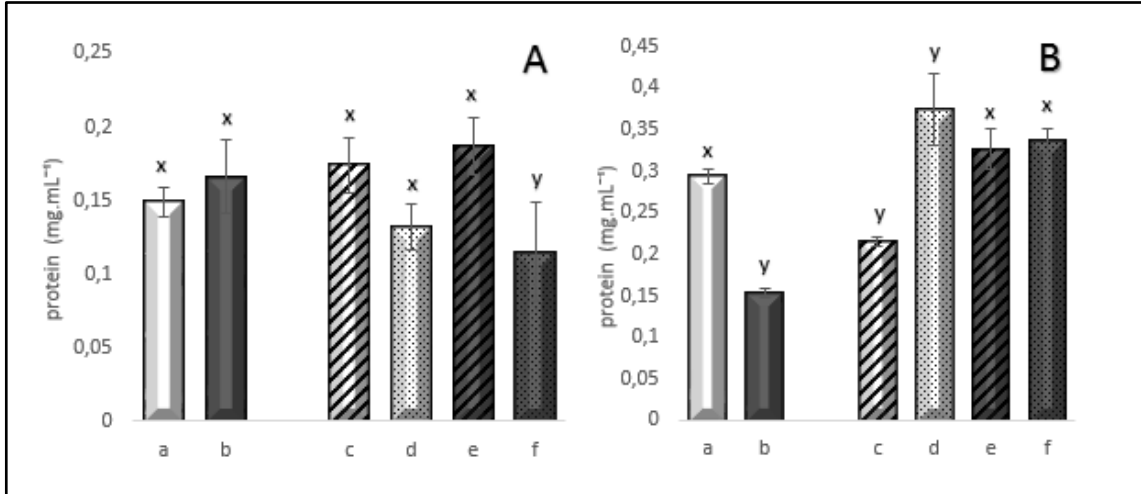 A
protein (mg.mL⁻¹)
0,25
0,2
0,15
0,1
0,05
0
x
x
x
x
x
y
a b c d e f
B
protein (mg.mL⁻¹)
0,45
0,4
0,35
0,3
0,25
0,2
0,15
0,1
0,05
0
x
y
y
y
x
x
a b c d e f